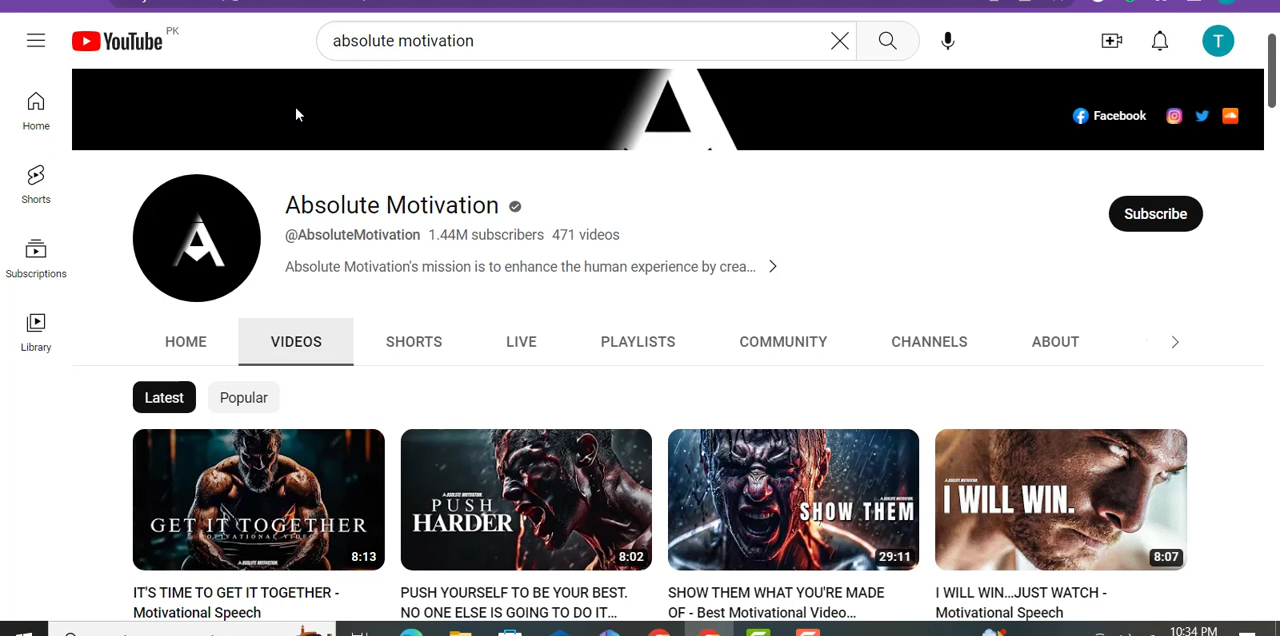 YouTube PK
absolute motivation
T
Home
Shorts
Subscriptions
Library
Facebook
Absolute Motivation
@AbsoluteMotivation 1.44M subscribers 471 videos
Absolute Motivation's mission is to enhance the human experience by crea...
Subscribe
HOME VIDEOS SHORTS LIVE PLAYLISTS COMMUNITY CHANNELS ABOUT
Latest Popular
GET IT TOGETHER
MOTIVATIONAL VIDEO
8:13
A ABSOLUTE MOTIVATION.
PUSH
HARDER
8:02
SHOW THEM
29:11
I WILL WIN.
8:07
IT'S TIME TO GET IT TOGETHER -
Motivational Speech
PUSH YOURSELF TO BE YOUR BEST.
NO ONE ELSE IS GOING TO DO IT...
SHOW THEM WHAT YOU'RE MADE
OF - Best Motivational Video...
I WILL WIN...JUST WATCH -
Motivational Speech
10:34 PM